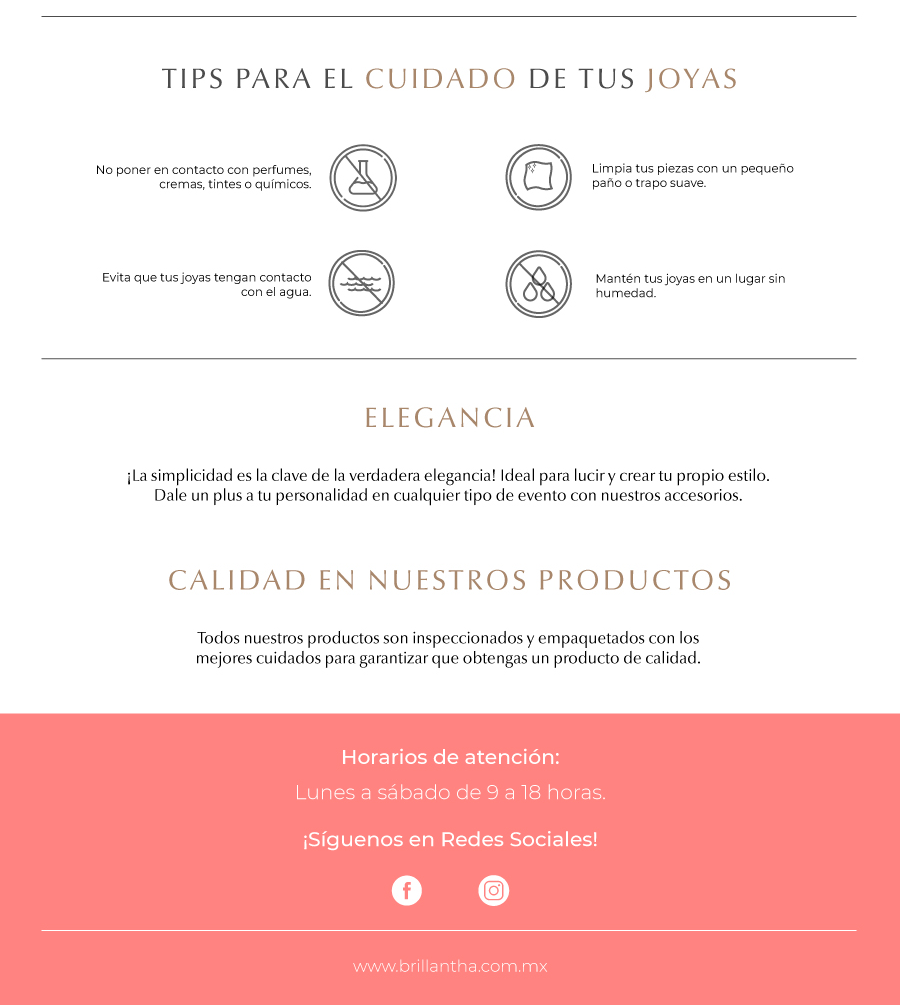 TIPS PARA EL CUIDADO DE TUS JOYAS
No poner en contacto con perfumes,
cremas, tintes o químicos.
Limpia tus piezas con un pequeño
paño o trapo suave.
Evita que tus joyas tengan contacto
con el agua.
Mantén tus joyas en un lugar sin
humedad.
ELEGANCIA
¡La simplicidad es la clave de la verdadera elegancia! Ideal para lucir y crear tu propio estilo.
Dale un plus a tu personalidad en cualquier tipo de evento con nuestros accesorios.
CALIDAD EN NUESTROS PRODUCTOS
Todos nuestros productos son inspeccionados y empaquetados con los
mejores cuidados para garantizar que obtengas un producto de calidad.
Horarios de atención:
Lunes a sábado de 9 a 18 horas.
¡Síguenos en Redes Sociales!
www.brillantha.com.mx